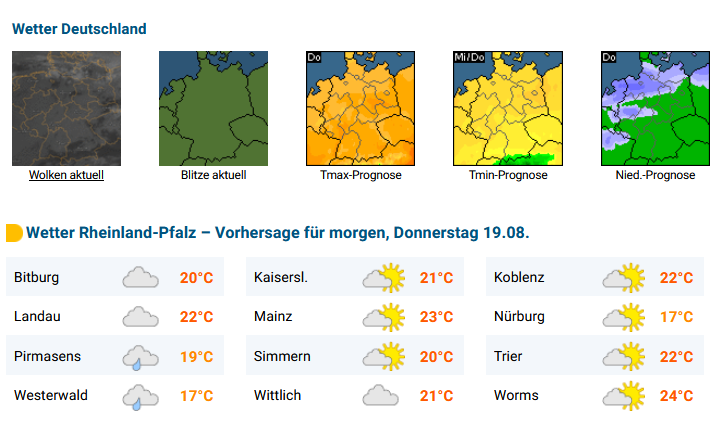 Wetter Deutschland
Do
Mi/Do
Do
Wolken aktuell
Blitze aktuell
Tmax-Prognose
Tmin-Prognose
Nied.-Prognose
Wetter Rheinland-Pfalz – Vorhersage für morgen, Donnerstag 19.08.
Bitburg 20°C Kaisersl. 21°C Koblenz 22°C
Landau 22°C Mainz 23°C Nürburg 17°C
Pirmasens 19°C Simmern 20°C Trier 22°C
Westerwald 17°C Wittlich 21°C Worms 24°C